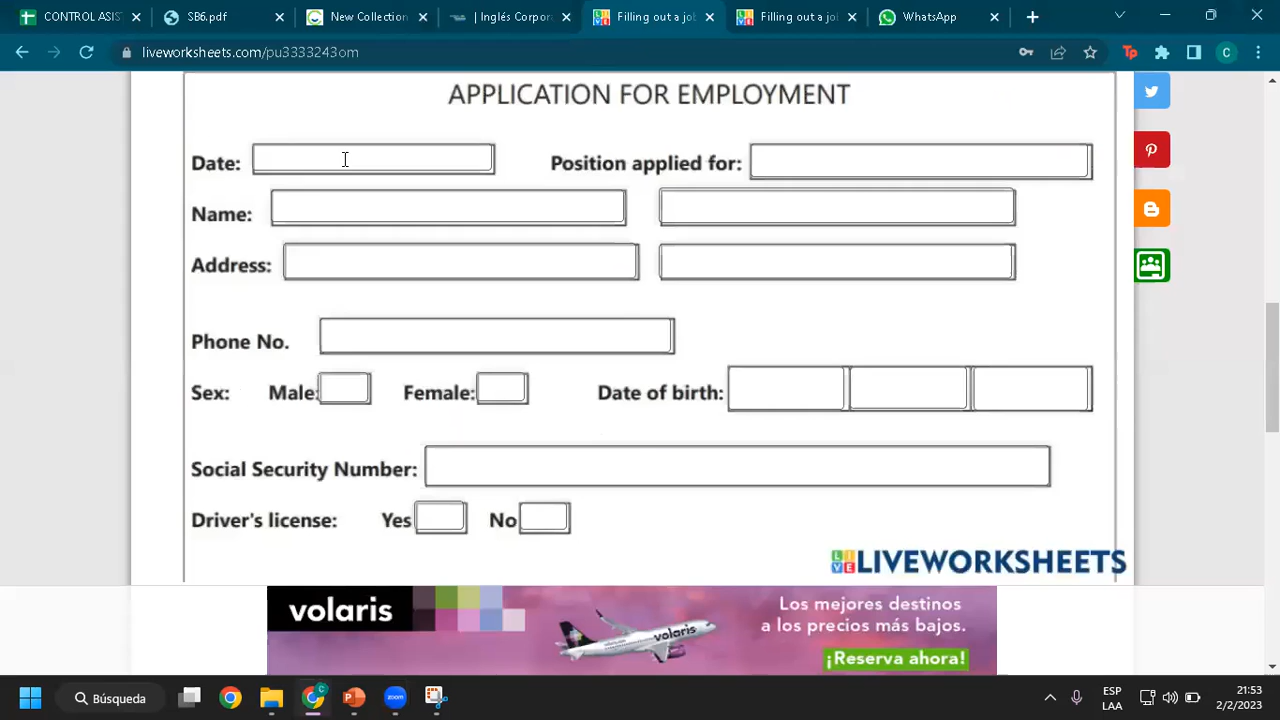 CONTROL ASIST
SB6.pdf
New Collection
| Inglés Corpor
Filling out a jo
Filling out a jo
WhatsApp
liveworksheets.com/pu3333243om
C
APPLICATION FOR EMPLOYMENT
Date:
Position applied for:
Name:
Address:
Phone No.
Sex: Male: Female: Date of birth:
Social Security Number:
Driver's license: Yes No
LIVE LIVEWORKSHEETS
volaris
volaris
Los mejores destinos
a los precios más bajos.
¡Reserva ahora!
Búsqueda
zoom
ESP
LAA
21:53
2/2/2023